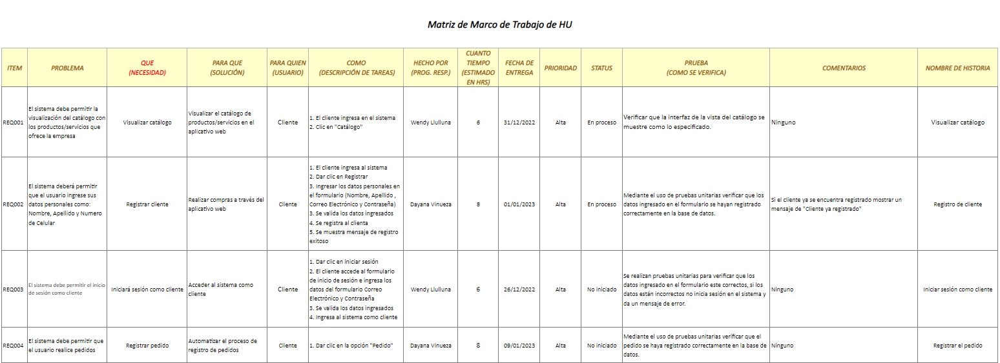 Matriz de Marco de Trabajo de HU
ITEM
PROBLEMA
QUE
(NECESIDAD)
PARA QUE
(SOLUCIÓN)
PARA QUIEN
(USUARIO)
COMO
(DESCRIPCIÓN DE TAREAS)
HECHO POR
(PROG. RESP.)
CUANTO
TIEMPO
(ESTIMADO
EN HRS)
FECHA DE
ENTREGA
PRIORIDAD
STATUS
PRUEBA
(COMO SE VERIFICA)
COMENTARIOS
NOMBRE DE HISTORIA
REQ001
El sistema debe permitir la
visualización del catálogo con
los productos/servicios que
ofrece la empresa
Visualizar catálogo
Visualizar el catálogo de
productos/servicios en el
aplicativo web
Cliente
1. El cliente ingresa en el sistema
2. Clic en "Catálogo"
Wendy Llulluna
6
31/12/2022
Alta
En proceso
Verificar que la interfaz de la vista del catálogo se
muestre como lo especificado.
Ninguno
Visualizar catálogo
REQ002
El sistema deberá permitir
que el usuario ingrese sus
datos personales como:
Nombre, Apellido y Numero
de Celular
Registrar cliente
Realizar compras a través del
aplicativo web
Cliente
1. El cliente ingresa al sistema
2. Dar clic en Registrar
3. Ingresar los datos personales en
el formulario (Nombre, Apellido ,
Correo Electrónico y Contraseña)
3. Se valida los datos ingresados
4. Se registra al clienta
5. Se muestra mensaje de registro
exitoso
Dayana Vinueza
8
01/01/2023
Alta
En proceso
Mediante el uso de pruebas unitarias verificar que los
datos ingresado en el formulario se hayan registrado
correctamente en la base de datos.
Si el cliente ya se encuentra registrado mostrar un
mensaje de "Cliente ya registrado"
Registro de cliente
REQ003
El sistema debe permitir el inicio
de sesión como cliente
Iniciará sesión como cliente
Acceder al sistema como
cliente
Cliente
1. Dar clic en iniciar sesión
2. El cliente accede al formulario
de inicio de sesión e ingresa los
datos del formulario Correo
Electrónico y Contraseña
3. Se valida los datos ingresados
4. Ingresa al sistema como cliente
Wendy Llulluna
6
26/12/2022
Alta
No iniciado
Se realizan pruebas unitarias para verificar que los
datos ingresado en el formulario este correctos, si los
datos están incorrectos no inicia sesión en el sistema y
da un mensaje de error.
Ninguno
Iniciar sesión como cliente
REQ004
El sistema debe permitir que
el usuario realice pedidos
Registrar pedido
Automatizar el proceso de
registro de pedidos
Cliente
1. Dar clic en la opción "Pedido"
Dayana Vinueza
8
09/01/2023
Alta
No iniciado
Mediante el uso de pruebas unitarias verificar que el
pedido se haya registrado correctamente en la base de
datos.
Ninguno
Registrar el pedido